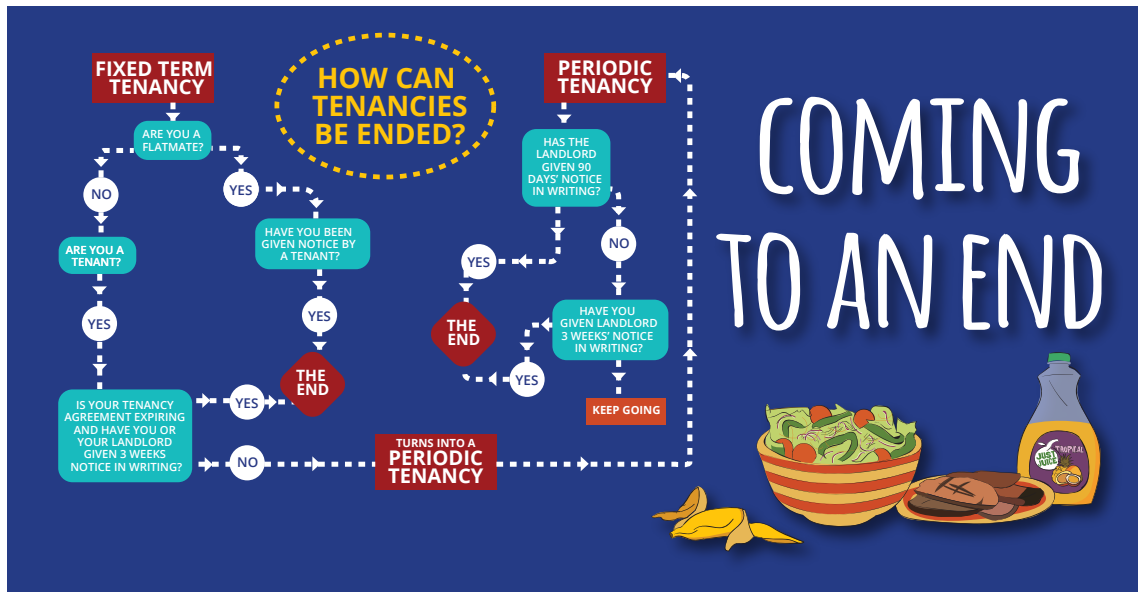 FIXED TERM
TENANCY
ARE YOU A
FLATMATE?
NO
YES
ARE YOU A
TENANT?
HAVE YOU BEEN
GIVEN NOTICE BY
A TENANT?
YES
YES
THE
END
IS YOUR TENANCY
AGREEMENT EXPIRING
AND HAVE YOU OR
YOUR LANDLORD
GIVEN 3 WEEKS
NOTICE IN WRITING?
YES
NO
TURNS INTO A
PERIODIC
TENANCY
HOW CAN
TENANCIES
BE ENDED?
PERIODIC
TENANCY
HAS THE
LANDLORD
GIVEN 90
DAYS' NOTICE
IN WRITING?
YES
NO
THE
END
HAVE YOU
GIVEN LANDLORD
3 WEEKS' NOTICE
IN WRITING?
YES
KEEP GOING
COMING
TO AN END
JUST
JUICE
TROPICAL